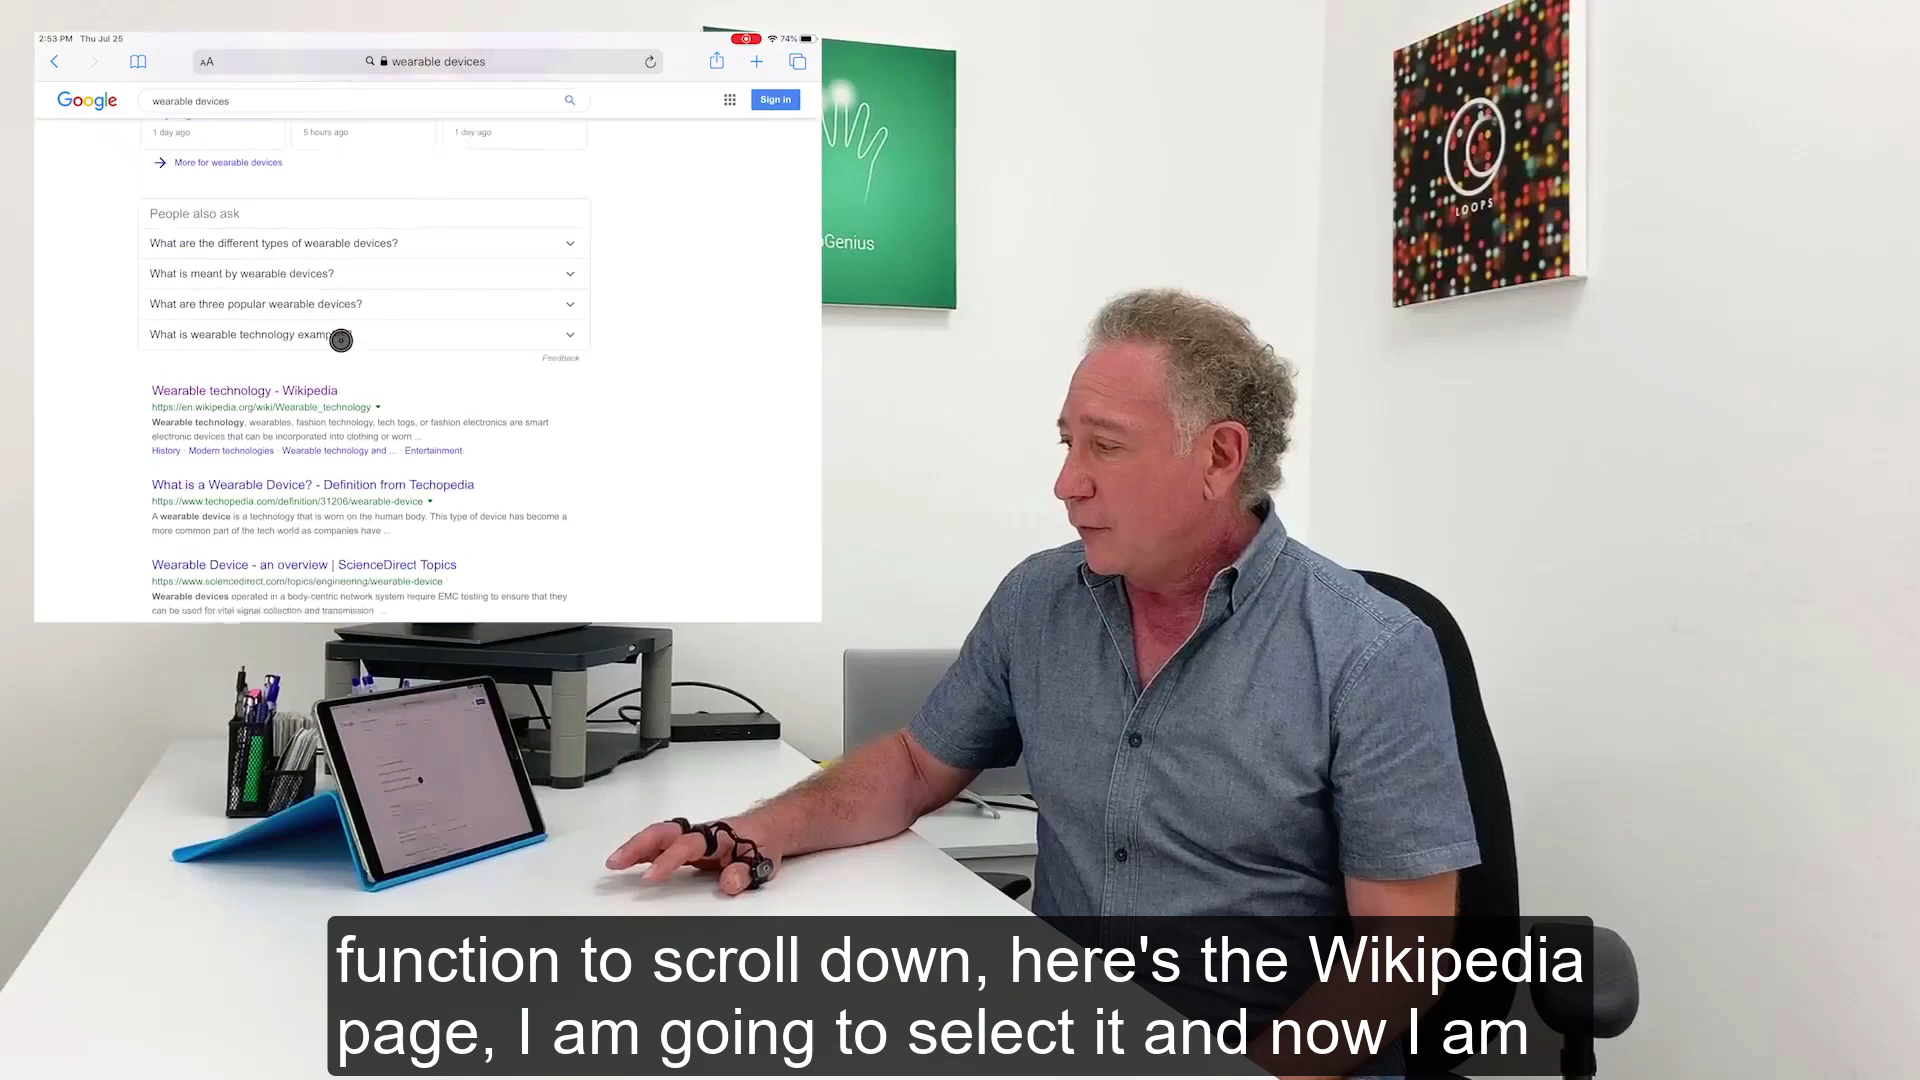 2:53 PM Thu Jul 25
74%
AA
wearable devices
Google
wearable devices
Sign in
1 day ago
5 hours ago
1 day ago
More for wearable devices
People also ask
What are the different types of wearable devices?
What is meant by wearable devices?
What are three popular wearable devices?
What is wearable technology
Feedback
Wearable technology - Wikipedia
https://en.wikipedia.org/wiki/Wearable_technology
Wearable technology, wearables, fashion technology, tech togs, or fashion electronics are smart
electronic devices that can be incorporated into clothing or worn ...
History · Modern technologies · Wearable technology and ... · Entertainment
What is a Wearable Device? - Definition from Techopedia
https://www.techopedia.com/definition/31206/wearable-device
A wearable device is a technology that is worn on the human body. This type of device has become a
more common part of the tech world as companies have ...
Wearable Device - an overview | ScienceDirect Topics
https://www.sciencedirect.com/topics/engineering/wearable-device
Wearable devices operated in a body-centric network system require EMC testing to ensure that they
can be used for vital signal collection and transmission ...
oGenius
LOOPS
function to scroll down, here's the Wikipedia
page, I am going to select it and now I am